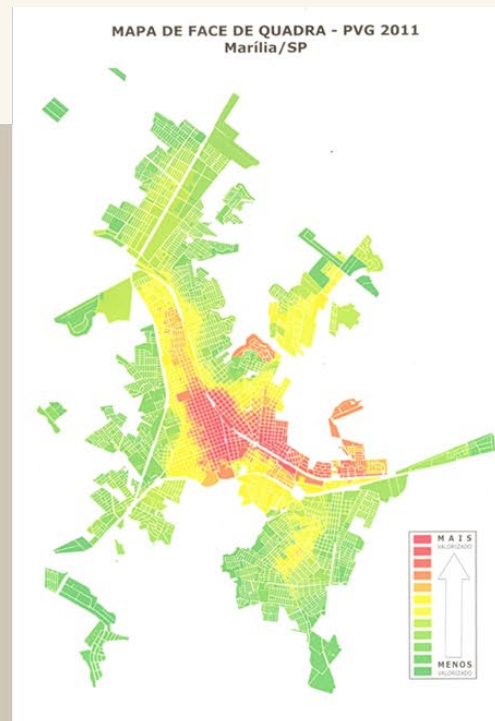 MAPA DE FACE DE QUADRA - PVG 2011
Marília/SP
MAIS
VALORIZADO
MENOS
VALORIZADO